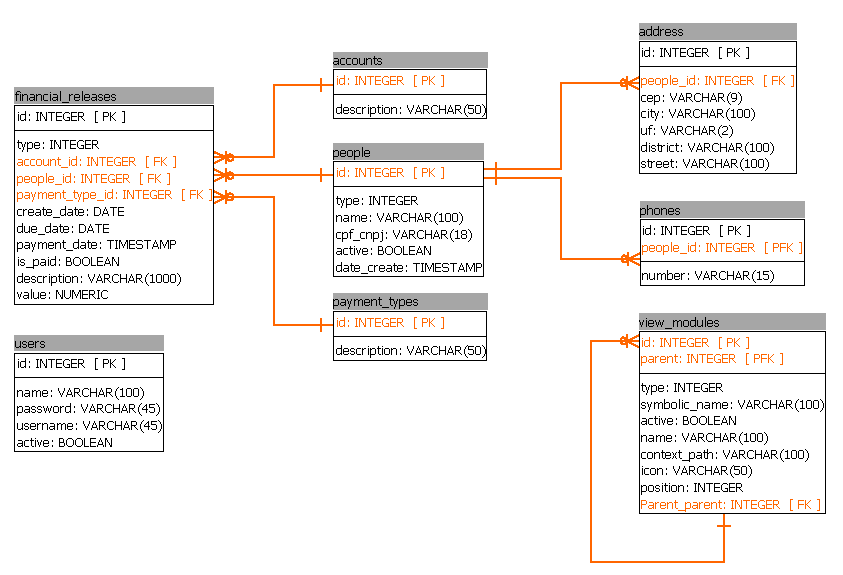 financial_releases
id: INTEGER [ PK ]
type: INTEGER
account_id: INTEGER [ FK ]
people_id: INTEGER [ FK ]
payment_type_id: INTEGER [ FK ]
create_date: DATE
due_date: DATE
payment_date: TIMESTAMP
is_paid: BOOLEAN
description: VARCHAR(1000)
value: NUMERIC
users
id: INTEGER [ PK ]
name: VARCHAR(100)
password: VARCHAR(45)
username: VARCHAR(45)
active: BOOLEAN
accounts
id: INTEGER [ PK ]
description: VARCHAR(50)
people
id: INTEGER [ PK ]
type: INTEGER
name: VARCHAR(100)
cpf_cnpj: VARCHAR(18)
active: BOOLEAN
date_create: TIMESTAMP
payment_types
id: INTEGER [ PK ]
description: VARCHAR(50)
address
id: INTEGER [ PK ]
people_id: INTEGER [ FK ]
cep: VARCHAR(9)
city: VARCHAR(100)
uf: VARCHAR(2)
district: VARCHAR(100)
street: VARCHAR(100)
phones
id: INTEGER [ PK ]
people_id: INTEGER [ PFK ]
number: VARCHAR(15)
view_modules
id: INTEGER [ PK ]
parent: INTEGER [ PFK ]
type: INTEGER
symbolic_name: VARCHAR(100)
active: BOOLEAN
name: VARCHAR(100)
context_path: VARCHAR(100)
icon: VARCHAR(50)
position: INTEGER
Parent_parent: INTEGER [ FK ]